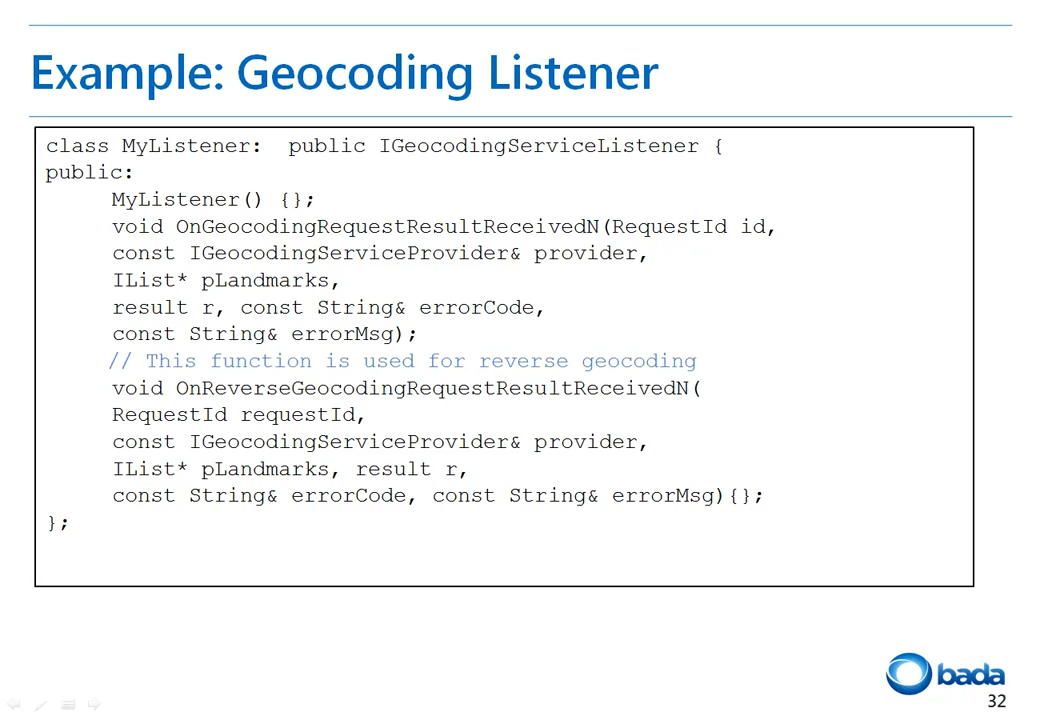 Example: Geocoding Listener
class MyListener:  public IGeocodingServiceListener {
public:
MyListener() {};
void OnGeocodingRequestResultReceivedN(RequestId id,
const IGeocodingServiceProvider& provider,
IList* pLandmarks,
result r, const String& errorCode,
const String& errorMsg);
// This function is used for reverse geocoding
void OnReverseGeocodingRequestResultReceivedN(
RequestId requestId,
const IGeocodingServiceProvider& provider,
IList* pLandmarks, result r,
const String& errorCode, const String& errorMsg){};
};
bada
32